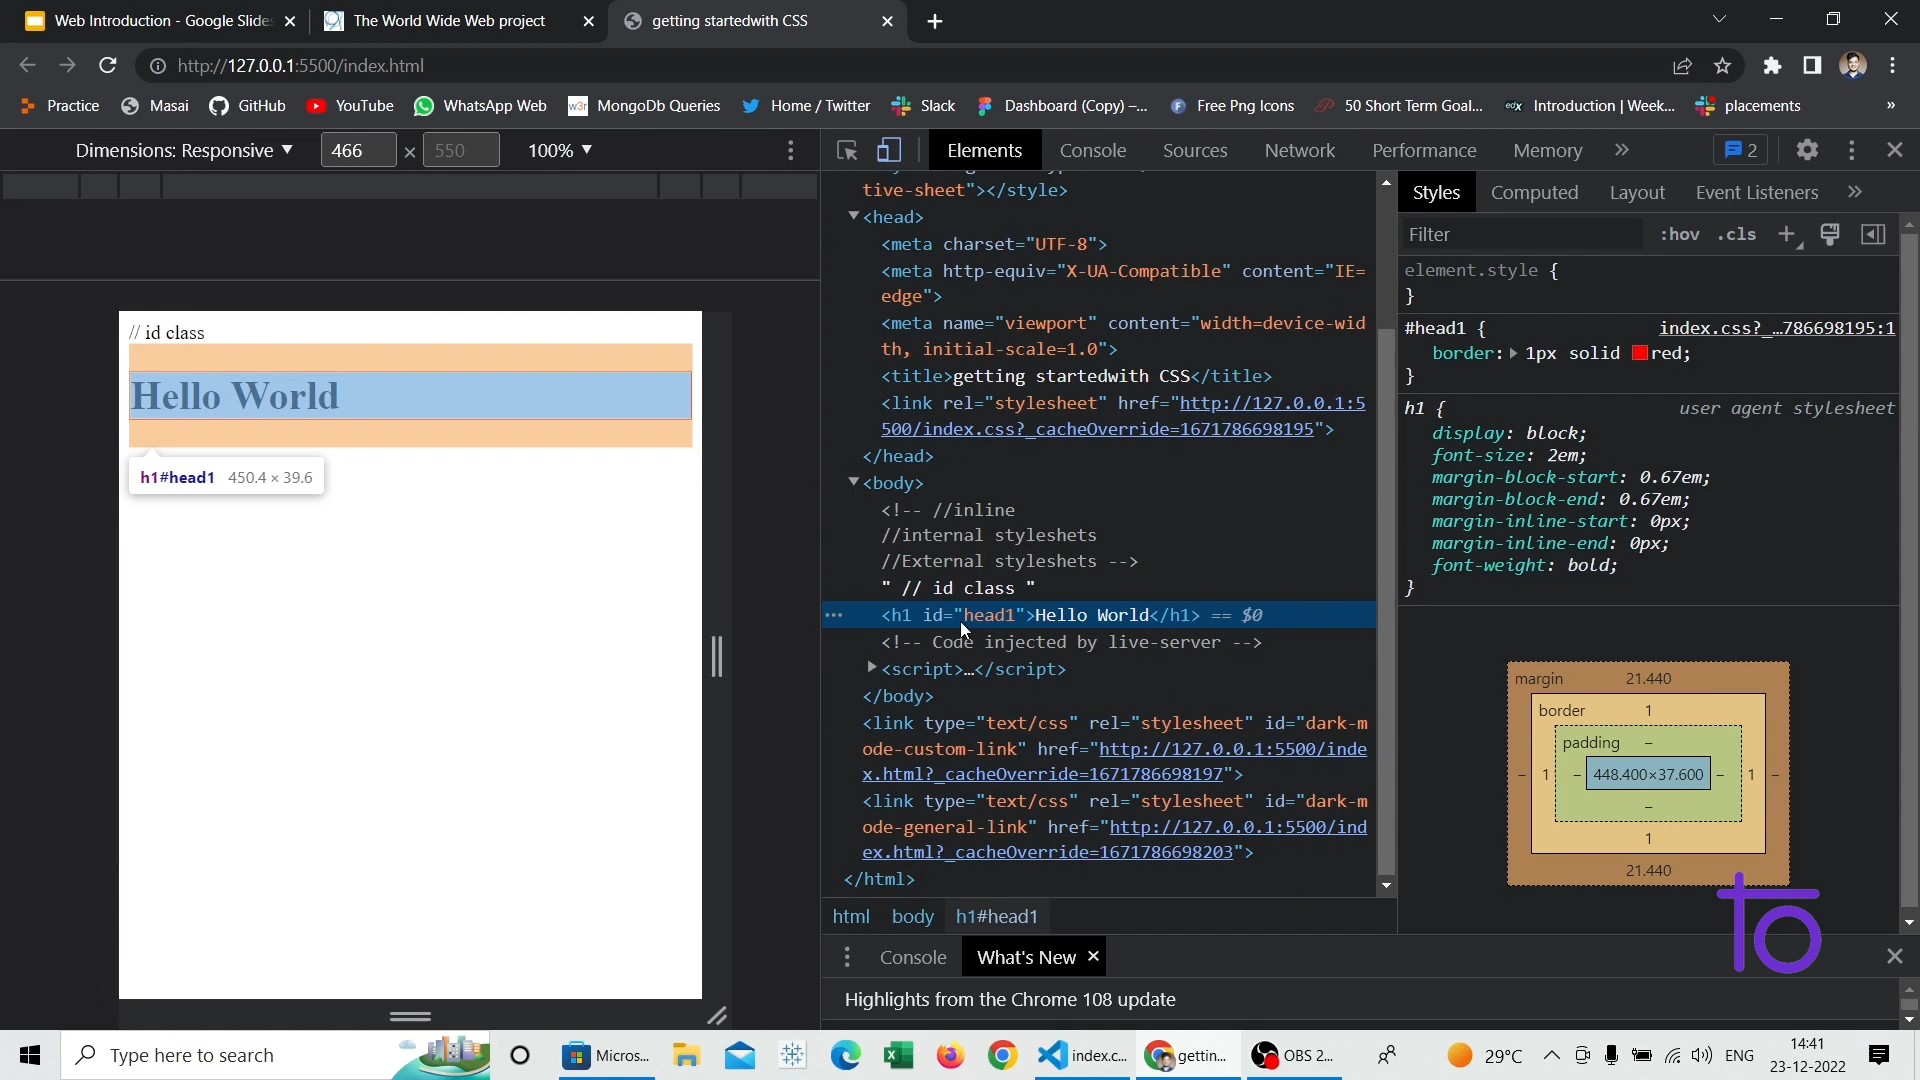 Web Introduction - Google Slides
The World Wide Web project
getting startedwith CSS
http://127.0.0.1:5500/index.html
Practice
Masai
GitHub
YouTube
WhatsApp Web
w3r
MongoDb Queries
Home / Twitter
Slack
Dashboard (Copy) –...
Free Png Icons
50 Short Term Goal...
edX
Introduction | Week...
placements
»
Dimensions: Responsive
466
×
550
100%
Elements
Console
Sources
Network
Performance
Memory
»
2
// id class
Hello World
h1#head1 450.4 × 39.6
tive-sheet"></style>
<head>
<meta charset="UTF-8">
<meta http-equiv="X-UA-Compatible" content="IE=
edge">
<meta name="viewport" content="width=device-wid
th, initial-scale=1.0">
<title>getting startedwith CSS</title>
<link rel="stylesheet" href="http://127.0.0.1:5
500/index.css?_cacheOverride=1671786698195">
</head>
<body>
<!-- //inline
//internal styleshets
//External styleshets -->
" // id class "
<h1 id="head1">Hello World</h1> == $0
<!-- Code injected by live-server -->
<script>…</script>
</body>
<link type="text/css" rel="stylesheet" id="dark-m
ode-custom-link" href="http://127.0.0.1:5500/inde
x.html?_cacheOverride=1671786698197">
<link type="text/css" rel="stylesheet" id="dark-m
ode-general-link" href="http://127.0.0.1:5500/ind
ex.html?_cacheOverride=1671786698203">
</html>
html
body
h1#head1
Styles
Computed
Layout
Event Listeners
»
Filter
:hov
.cls
element.style {
}
#head1 {
index.css?_…786698195:1
border: 1px solid red;
}
h1 {
user agent stylesheet
display: block;
font-size: 2em;
margin-block-start: 0.67em;
margin-block-end: 0.67em;
margin-inline-start: 0px;
margin-inline-end: 0px;
font-weight: bold;
}
margin
21.440
border
1
padding
–
– 1 – 448.400×37.600 – 1 –
–
1
21.440
Console
What's New
Highlights from the Chrome 108 update
Type here to search
Micros...
index.c...
gettin...
OBS 2...
29°C
ENG
14:41
23-12-2022